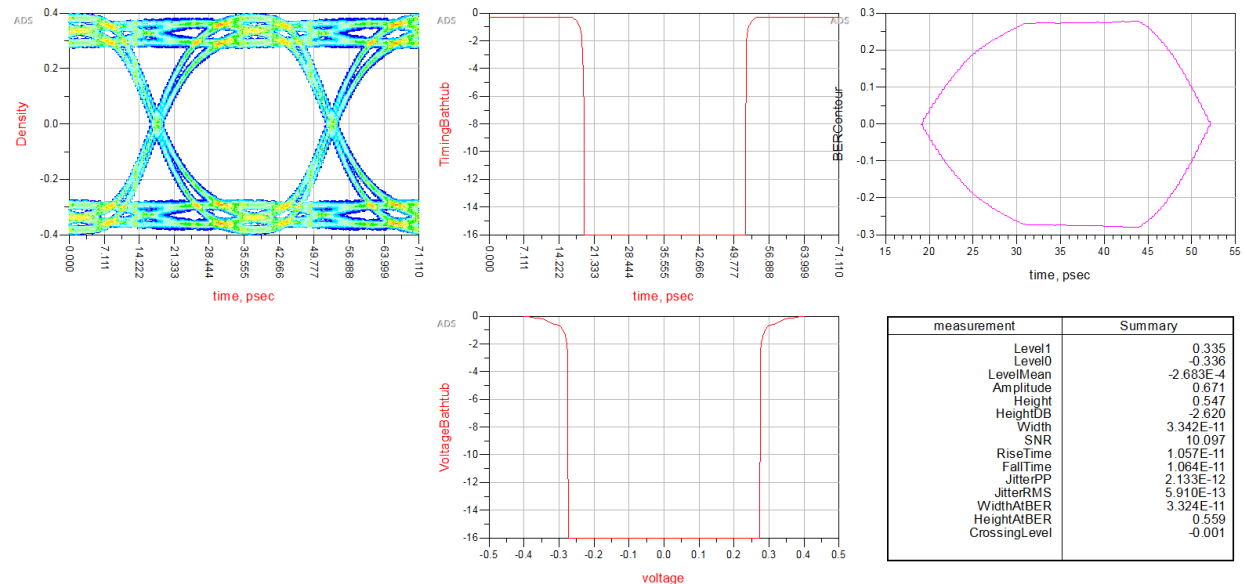 ADS
0.4
0.2
0.0
-0.2
-0.4
Density
0.000
7.111
14.222
21.333
28.444
35.555
42.666
49.777
56.888
63.999
71.110
time, psec
ADS
0
-2
-4
-6
-8
-10
-12
-14
-16
TimingBathtub
0.000
7.111
14.222
21.333
28.444
35.555
42.666
49.777
56.888
63.999
71.110
time, psec
ADS
0.3
0.2
0.1
0.0
-0.1
-0.2
-0.3
BERContour
15
20
25
30
35
40
45
50
55
time, psec
ADS
0
-2
-4
-6
-8
-10
-12
-14
-16
VoltageBathtub
-0.5
-0.4
-0.3
-0.2
-0.1
0.0
0.1
0.2
0.3
0.4
0.5
voltage
measurement Summary
Level1 0.335
Level0 -0.336
LevelMean -2.683E-4
Amplitude 0.671
Height 0.547
HeightDB -2.620
Width 3.342E-11
SNR 10.097
RiseTime 1.057E-11
FallTime 1.064E-11
JitterPP 2.133E-12
JitterRMS 5.910E-13
WidthAtBER 3.324E-11
HeightAtBER 0.559
CrossingLevel -0.001